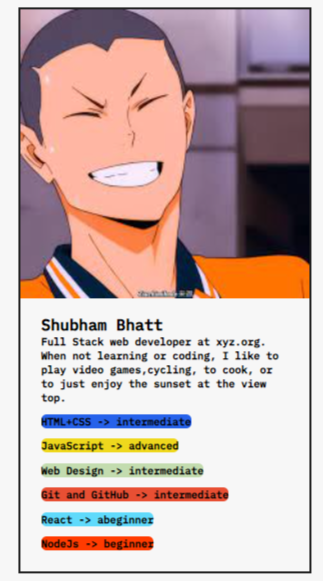 Shubham Bhatt
Full Stack web developer at xyz.org.
When not learning or coding, I like to
play video games,cycling, to cook, or
to just enjoy the sunset at the view
top.
HTML+CSS -> intermediate
JavaScript -> advanced
Web Design -> intermediate
Git and GitHub -> intermediate
React -> abeginner
NodeJs -> beginner